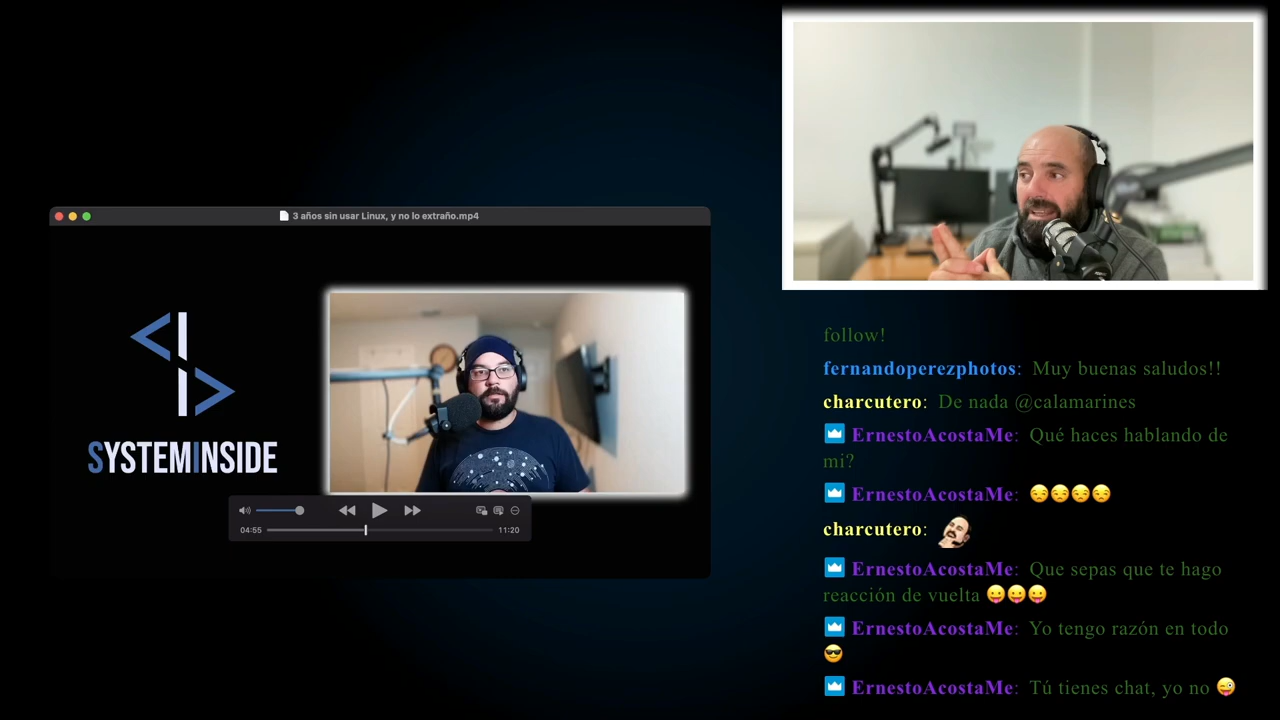 3 años sin usar Linux, y no lo extraño.mp4
SYSTEMINSIDE
04:55
11:20
follow!
fernandoperezphotos: Muy buenas saludos!!
charcutero: De nada @calamarines
ErnestoAcostaMe: Qué haces hablando de
mi?
ErnestoAcostaMe: 😒😒😒😒
charcutero:
ErnestoAcostaMe: Que sepas que te hago
reacción de vuelta 😛😛😛
ErnestoAcostaMe: Yo tengo razón en todo
😎
ErnestoAcostaMe: Tú tienes chat, yo no 😜